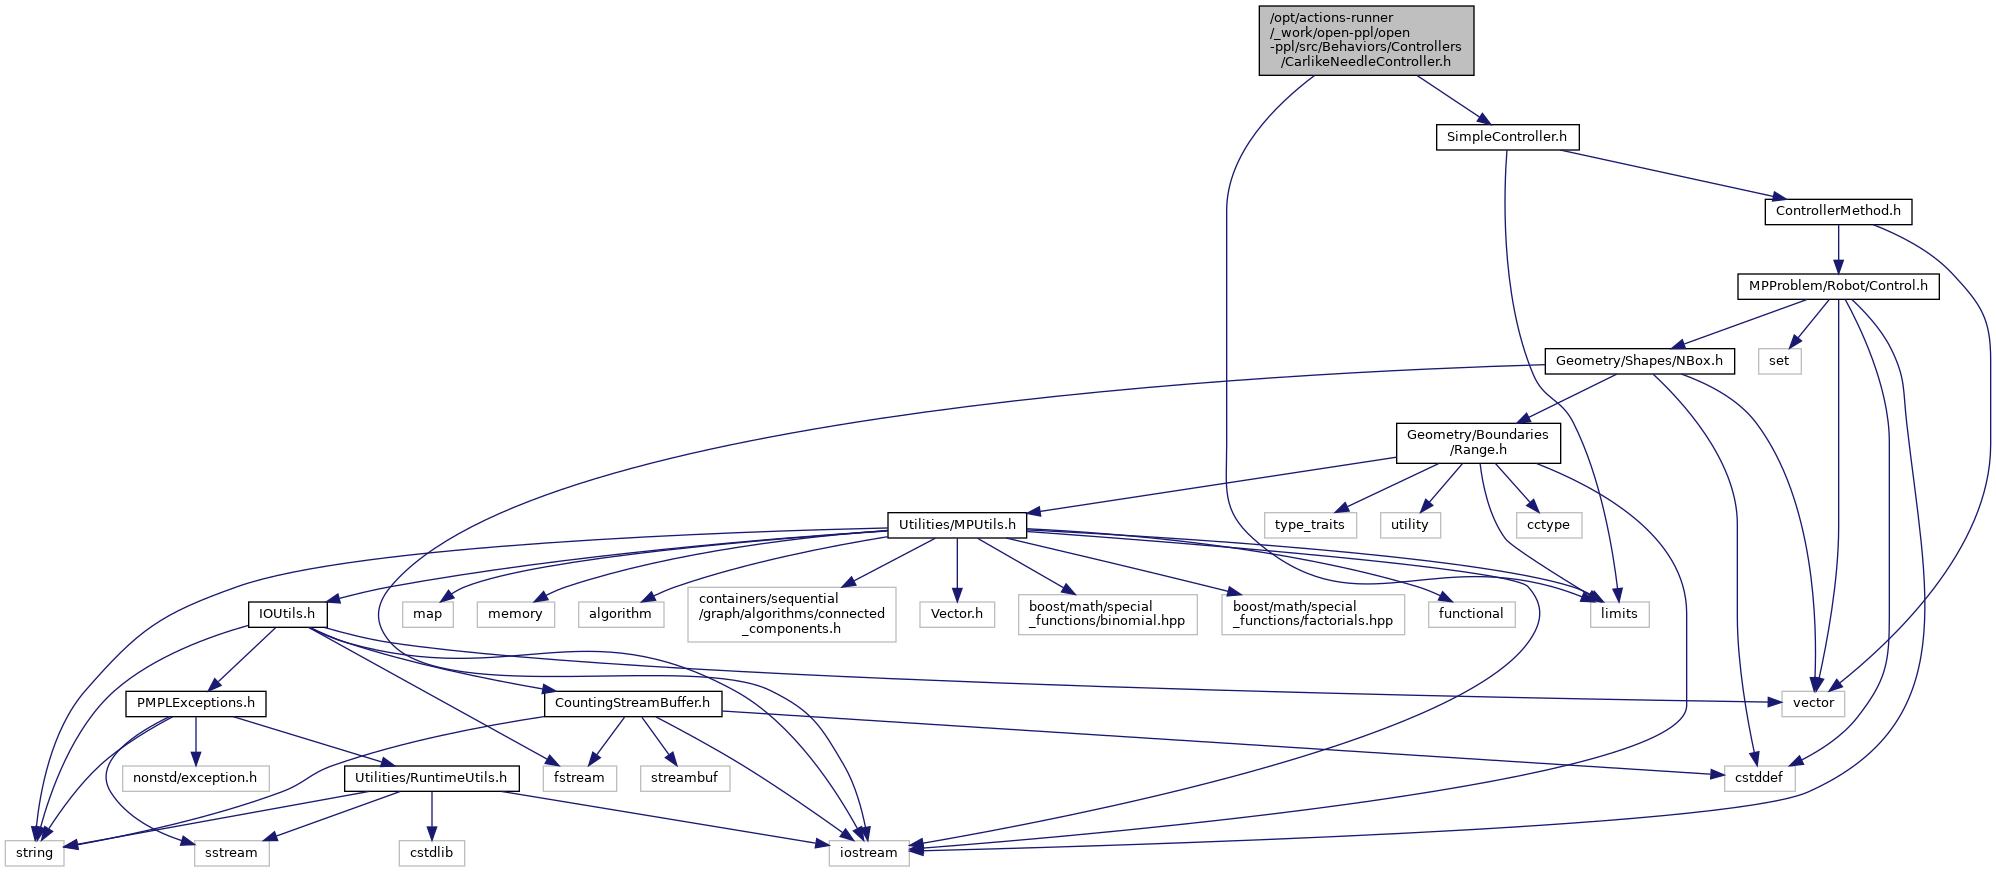 /opt/actions-runner
/_work/open-ppl/open
-ppl/src/Behaviors/Controllers
/CarlikeNeedleController.h
SimpleController.h
ControllerMethod.h
MPProblem/Robot/Control.h
Geometry/Shapes/NBox.h
set
Geometry/Boundaries
/Range.h
Utilities/MPUtils.h
type_traits
utility
cctype
IOUtils.h
map
memory
algorithm
containers/sequential
/graph/algorithms/connected
_components.h
Vector.h
boost/math/special
_functions/binomial.hpp
boost/math/special
_functions/factorials.hpp
functional
limits
PMPLExceptions.h
CountingStreamBuffer.h
vector
nonstd/exception.h
Utilities/RuntimeUtils.h
fstream
streambuf
cstddef
string
sstream
cstdlib
iostream